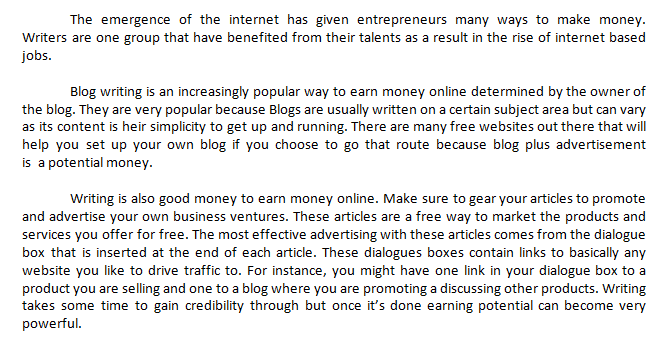 The emergence of the internet has given entrepreneurs many ways to make money.
Writers are one group that have benefited from their talents as a result in the rise of internet based
jobs.
Blog writing is an increasingly popular way to earn money online determined by the owner of
the blog. They are very popular because Blogs are usually written on a certain subject area but can vary
as its content is heir simplicity to get up and running. There are many free websites out there that will
help you set up your own blog if you choose to go that route because blog plus advertisement
is a potential money.
Writing is also good money to earn money online. Make sure to gear your articles to promote
and advertise your own business ventures. These articles are a free way to market the products and
services you offer for free. The most effective advertising with these articles comes from the dialogue
box that is inserted at the end of each article. These dialogues boxes contain links to basically any
website you like to drive traffic to. For instance, you might have one link in your dialogue box to a
product you are selling and one to a blog where you are promoting a discussing other products. Writing
takes some time to gain credibility through but once it's done earning potential can become very
powerful.